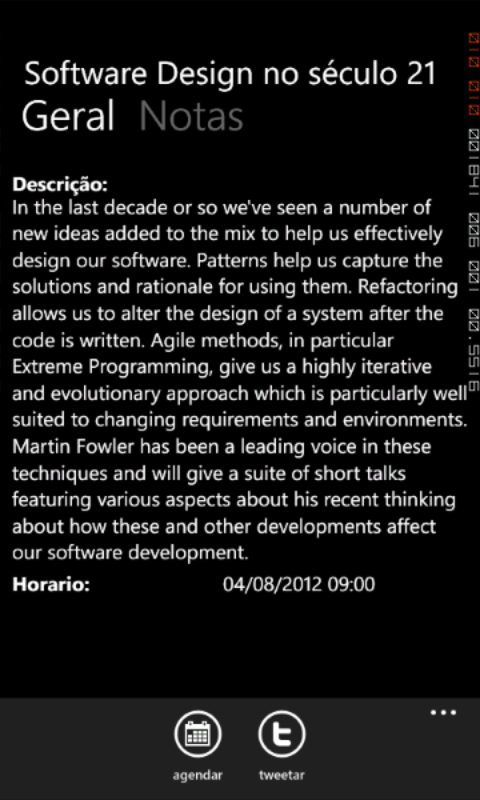 Software Design no século 21
Geral Notas
Descrição:
In the last decade or so we've seen a number of
new ideas added to the mix to help us effectively
design our software. Patterns help us capture the
solutions and rationale for using them. Refactoring
allows us to alter the design of a system after the
code is written. Agile methods, in particular
Extreme Programming, give us a highly iterative
and evolutionary approach which is particularly well
suited to changing requirements and environments.
Martin Fowler has been a leading voice in these
techniques and will give a suite of short talks
featuring various aspects about his recent thinking
about how these and other developments affect
our software development.
Horario: 04/08/2012 09:00
agendar tweetar